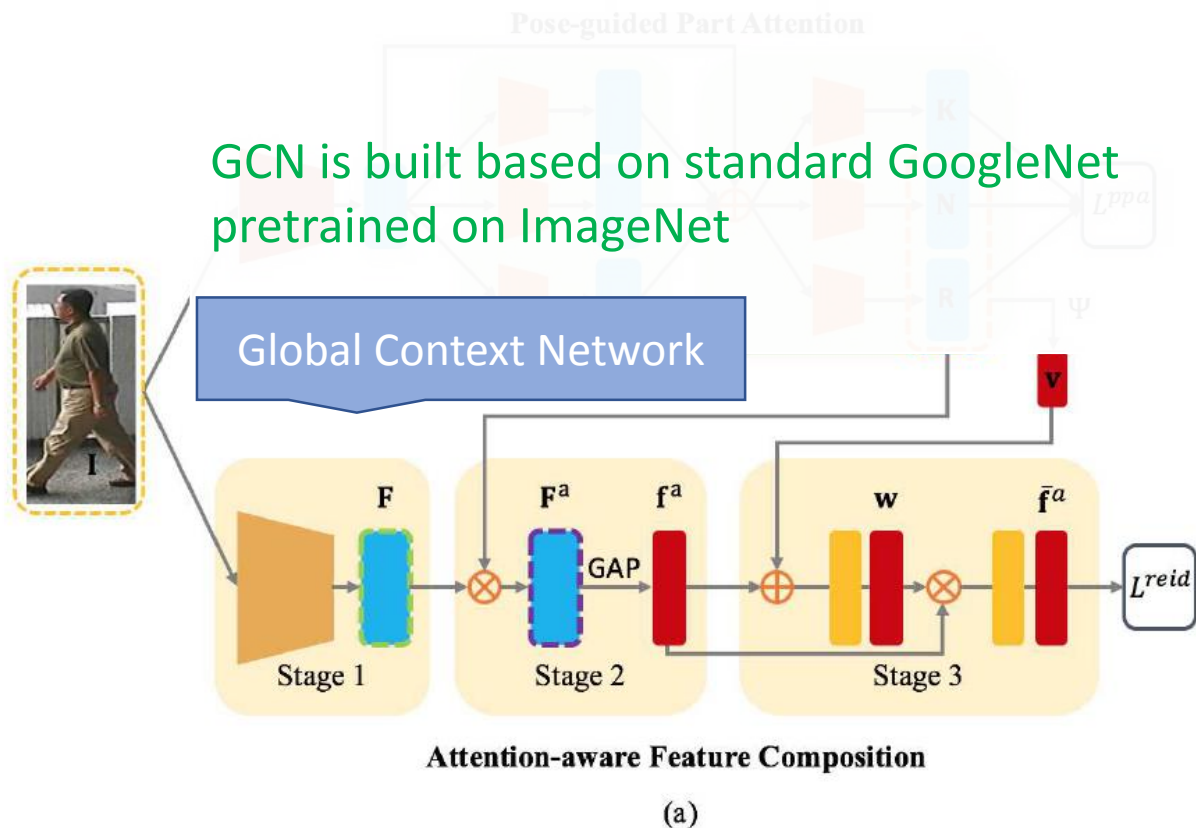 Pose-guided Part Attention
K
GCN is built based on standard GoogleNet
pretrained on ImageNet
N
L^{ppa}
R
Ψ
Global Context Network
v
I
F
F^a
f^a
w
f̄^a
GAP
L^{reid}
Stage 1
Stage 2
Stage 3
Attention-aware Feature Composition
(a)